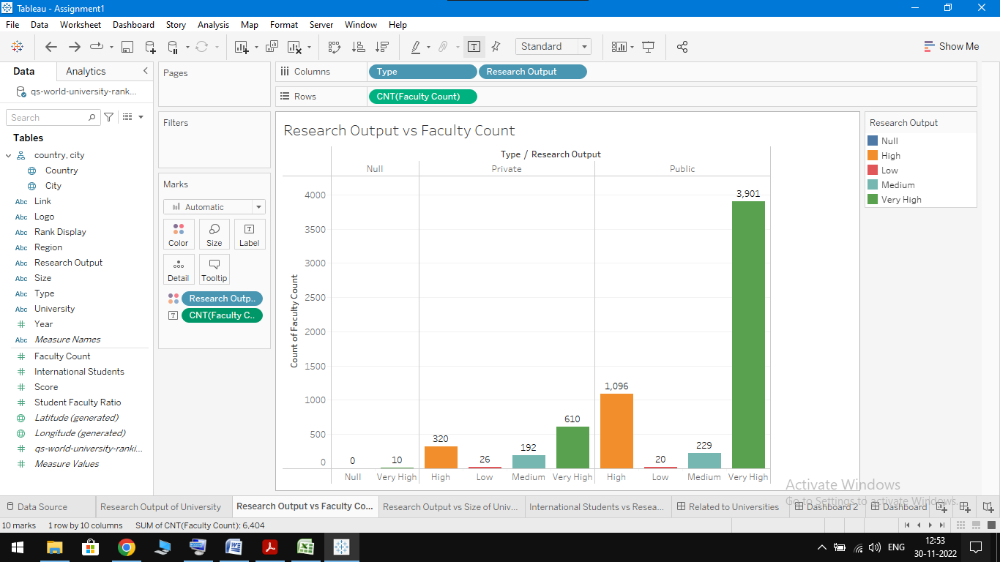 Tableau - Assignment1
File Data Worksheet Dashboard Story Analysis Map Format Server Window Help
Standard
Show Me
Data Analytics
qs-world-university-rank...
Search
Tables
country, city
Country
City
Abc Link
Abc Logo
Abc Rank Display
Abc Region
Abc Research Output
Abc Size
Abc Type
Abc University
# Year
Abc Measure Names
# Faculty Count
# International Students
# Score
# Student Faculty Ratio
Latitude (generated)
Longitude (generated)
# qs-world-university-ranki...
# Measure Values
Pages
Filters
Marks
Automatic
Color Size Label
Detail Tooltip
Research Outp..
CNT(Faculty C..
Columns Type Research Output
Rows CNT(Faculty Count)
Research Output vs Faculty Count
Type / Research Output
Null Private Public
Count of Faculty Count
4000
3500
3000
2500
2000
1500
1000
500
0
0 10 320 26 192 610 1,096 20 229 3,901
Null Very High High Low Medium Very High High Low Medium Very High
Research Output
Null
High
Low
Medium
Very High
Activate Windows
Go to Settings to activate Windows.
Data Source Research Output of University Research Output vs Faculty Co... Research Output vs Size of Univ... International Students vs Resea... Related to Universities Dashboard 2 Dashboard
10 marks 1 row by 10 columns SUM of CNT(Faculty Count): 6,404
ENG
12:53
30-11-2022